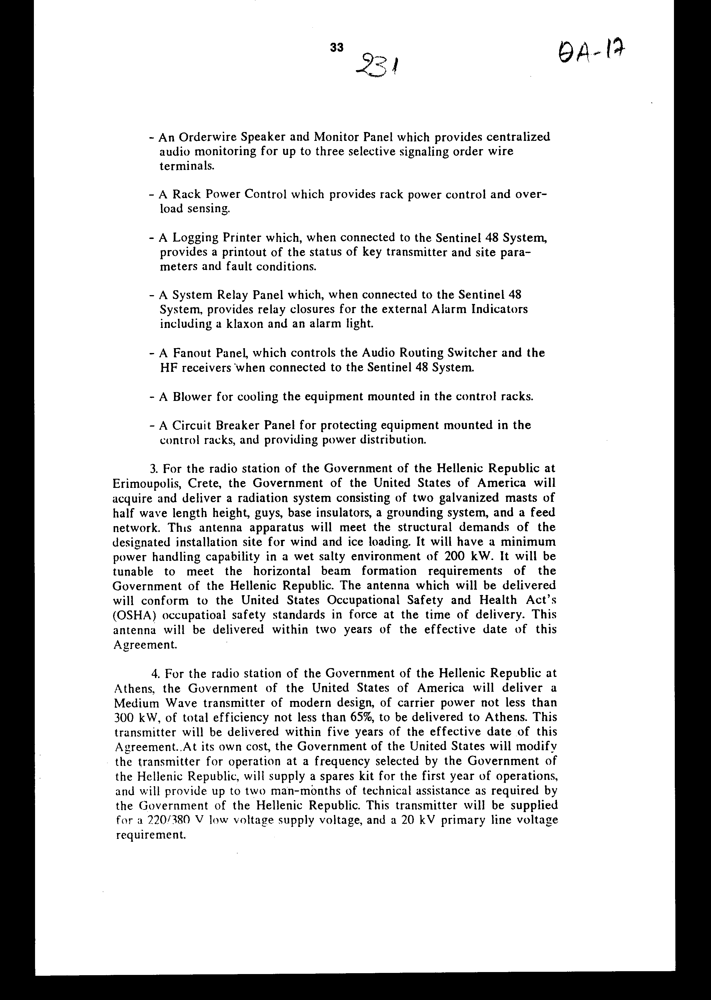 33
231
ΘA-17
- An Orderwire Speaker and Monitor Panel which provides centralized
audio monitoring for up to three selective signaling order wire
terminals.
- A Rack Power Control which provides rack power control and over-
load sensing.
- A Logging Printer which, when connected to the Sentinel 48 System,
provides a printout of the status of key transmitter and site para-
meters and fault conditions.
- A System Relay Panel which, when connected to the Sentinel 48
System, provides relay closures for the external Alarm Indicators
including a klaxon and an alarm light.
- A Fanout Panel, which controls the Audio Routing Switcher and the
HF receivers when connected to the Sentinel 48 System.
- A Blower for cooling the equipment mounted in the control racks.
- A Circuit Breaker Panel for protecting equipment mounted in the
control racks, and providing power distribution.
3. For the radio station of the Government of the Hellenic Republic at
Erimoupolis, Crete, the Government of the United States of America will
acquire and deliver a radiation system consisting of two galvanized masts of
half wave length height, guys, base insulators, a grounding system, and a feed
network. This antenna apparatus will meet the structural demands of the
designated installation site for wind and ice loading. It will have a minimum
power handling capability in a wet salty environment of 200 kW. It will be
tunable to meet the horizontal beam formation requirements of the
Government of the Hellenic Republic. The antenna which will be delivered
will conform to the United States Occupational Safety and Health Act's
(OSHA) occupatioal safety standards in force at the time of delivery. This
antenna will be delivered within two years of the effective date of this
Agreement.
4. For the radio station of the Government of the Hellenic Republic at
Athens, the Government of the United States of America will deliver a
Medium Wave transmitter of modern design, of carrier power not less than
300 kW, of total efficiency not less than 65%, to be delivered to Athens. This
transmitter will be delivered within five years of the effective date of this
Agreement. At its own cost, the Government of the United States will modify
the transmitter for operation at a frequency selected by the Government of
the Hellenic Republic, will supply a spares kit for the first year of operations,
and will provide up to two man-months of technical assistance as required by
the Government of the Hellenic Republic. This transmitter will be supplied
for a 220/380 V low voltage supply voltage, and a 20 kV primary line voltage
requirement.